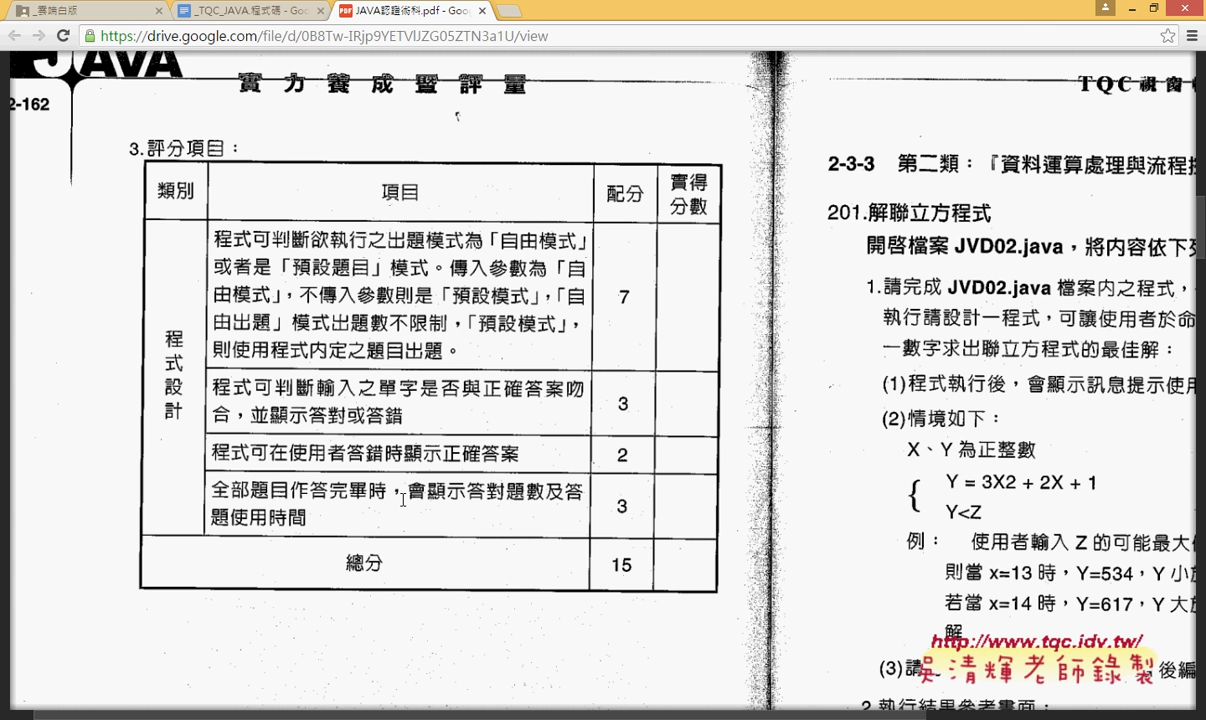 _雲端白版
_TQC_JAVA.程式碼 - Goo
JAVA認證術科.pdf - Goog
https://drive.google.com/file/d/0B8Tw-IRjp9YETVlJZG05ZTN3a1U/view
JAVA
實力養成暨評量
2-162
3.評分項目：
類別
項目
配分
實得
分數
程式設計
程式可判斷欲執行之出題模式為「自由模式」
或者是「預設題目」模式。傳入參數為「自
由模式」，不傳入參數則是「預設模式」，「自
由出題」模式出題數不限制，「預設模式」，
則使用程式內定之題目出題。
7
程式可判斷輸入之單字是否與正確答案吻
合，並顯示答對或答錯
3
程式可在使用者答錯時顯示正確答案
2
全部題目作答完畢時，會顯示答對題數及答
題使用時間
3
總分
15
TQC視窗
2-3-3 第二類：『資料運算處理與流程
201.解聯立方程式
開啓檔案 JVD02.java，將內容依下
1.請完成 JVD02.java 檔案內之程式，
執行請設計一程式，可讓使用者於命
一數字求出聯立方程式的最佳解：
(1)程式執行後，會顯示訊息提示使用
(2)情境如下：
X、Y 為正整數
{ Y = 3X2 + 2X + 1
Y<Z
例： 使用者輸入 Z 的可能最大
則當 x=13 時，Y=534，Y 小
若當 x=14 時，Y=617，Y 大
解
http://www.tqc.idv.tw/
(3)請
吳清輝老師錄製
後編
2.執行結果參考畫面：